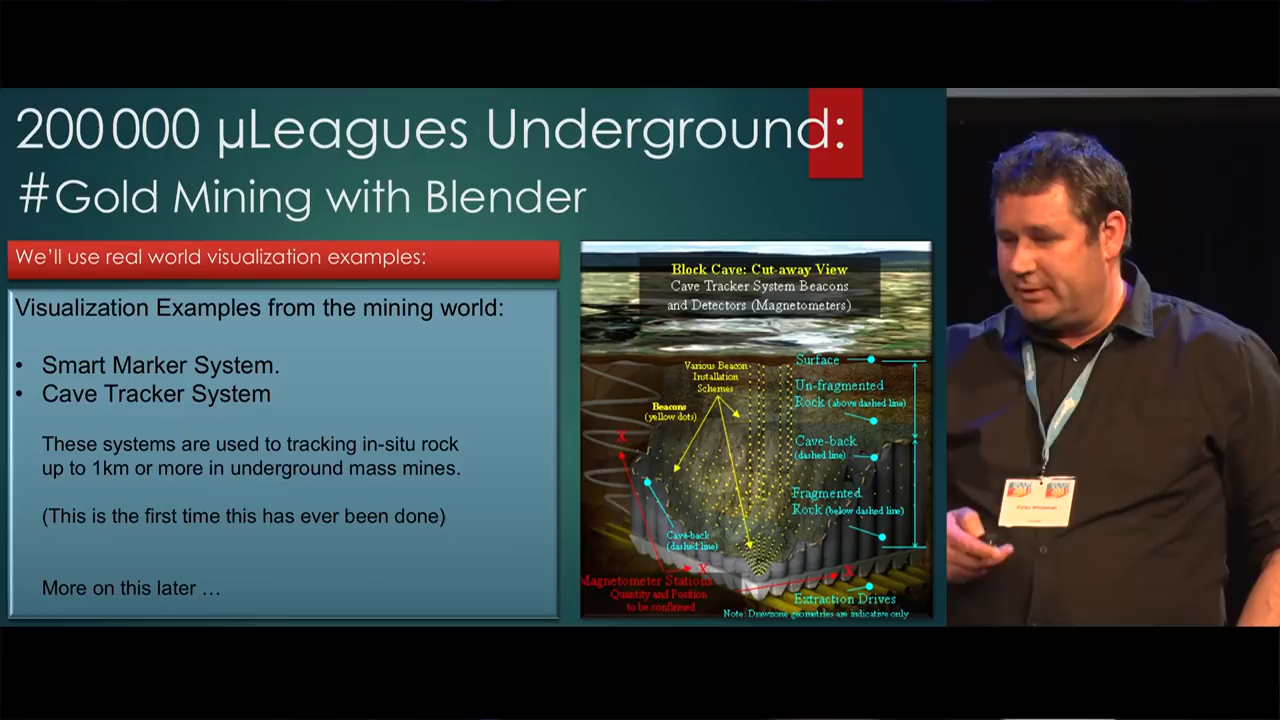 200 000 µLeagues Underground:
#Gold Mining with Blender
We'll use real world visualization examples:
Visualization Examples from the mining world:
• Smart Marker System.
• Cave Tracker System
These systems are used to tracking in-situ rock
up to 1km or more in underground mass mines.
(This is the first time this has ever been done)
More on this later …
Block Cave: Cut-away View
Cave Tracker System Beacons
and Detectors (Magnetometers)
Various Beacon
Installation
Schemes
Beacons
(yellow dots)
Surface
Un-fragmented
Rock (above dashed line)
Cave-back
(dashed line)
Fragmented
Rock (below dashed line)
X
Cave-back
(dashed line)
X
X
Magnetometer Stations
Quantity and Position
to be confirmed
Extraction Drives
Note: Drawzone geometries are indicative only